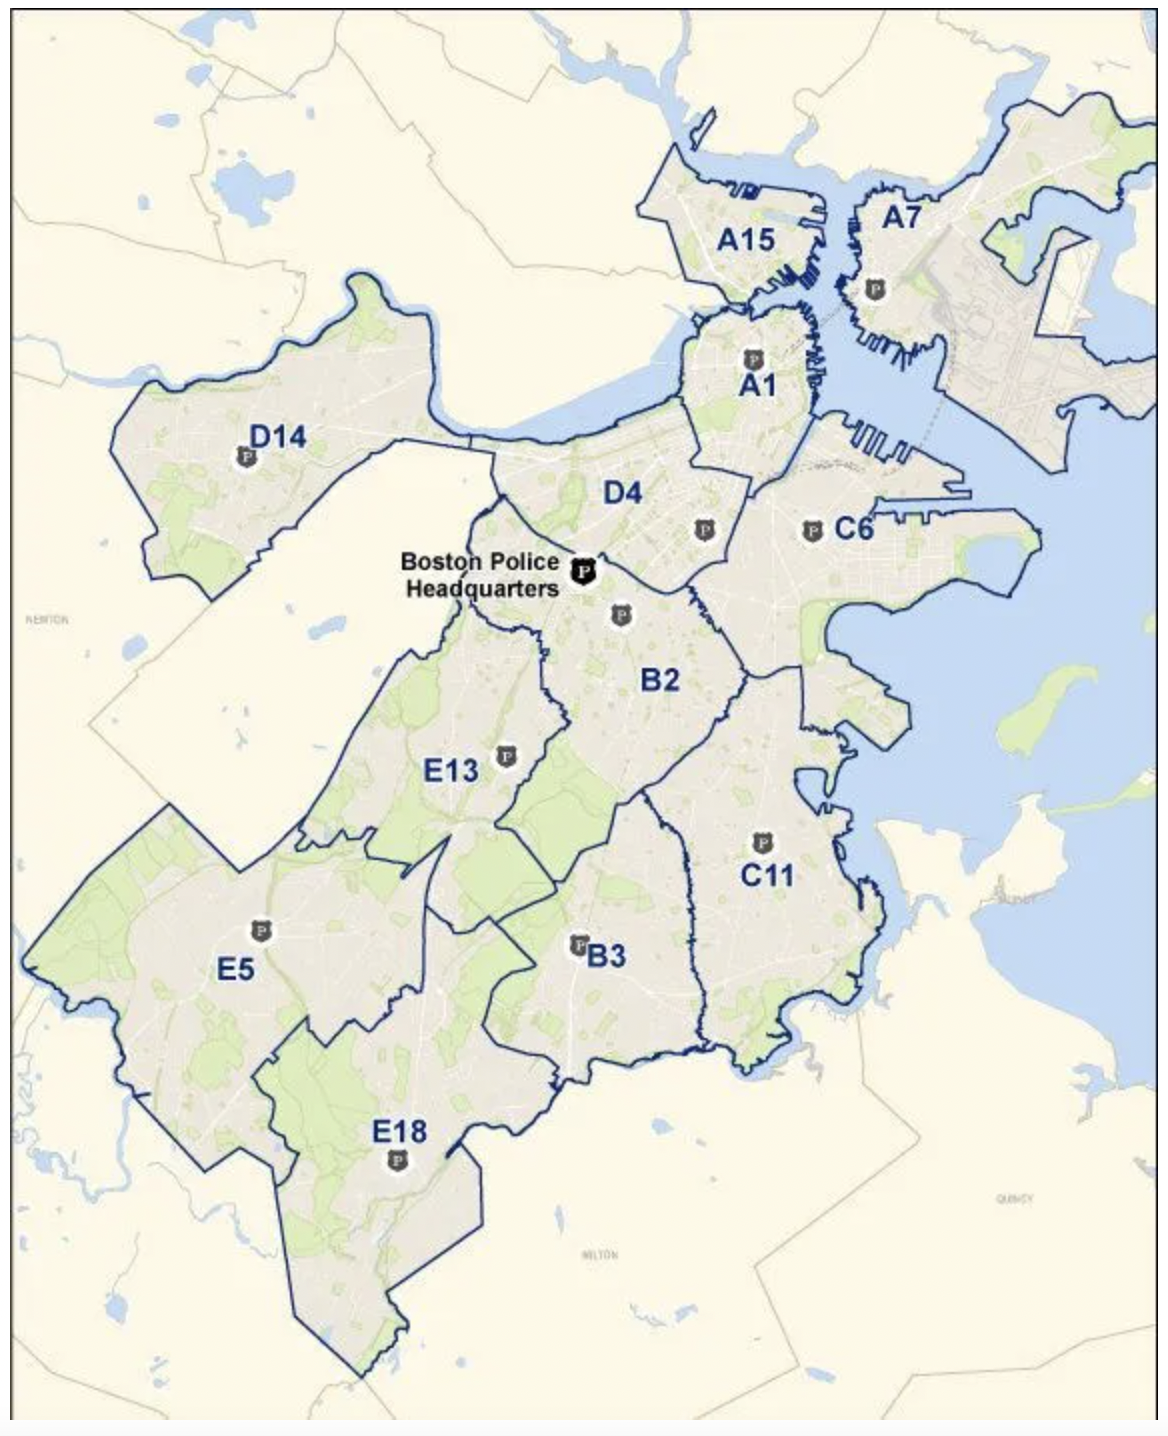 A7
A15
A1
D14
D4
C6
Boston Police
Headquarters
NEWTON
B2
E13
C11
B3
E5
E18
QUINCY
MILTON
P
P
P
P
P
P
P
P
P
P
P
P